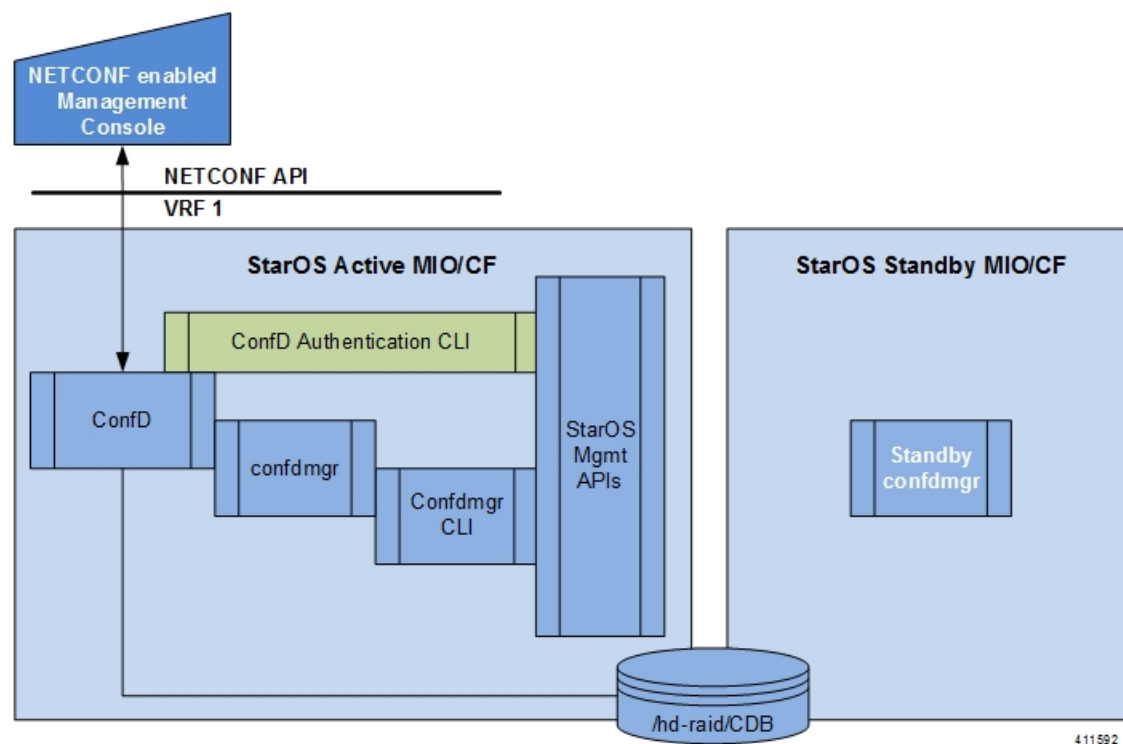 NETCONF enabled
Management
Console
NETCONF API
VRF 1
StarOS Active MIO/CF
StarOS Standby MIO/CF
ConfD Authentication CLI
ConfD
confdmgr
Confdmgr
CLI
StarOS
Mgmt
APIs
Standby
confdmgr
/hd-raid/CDB
411592